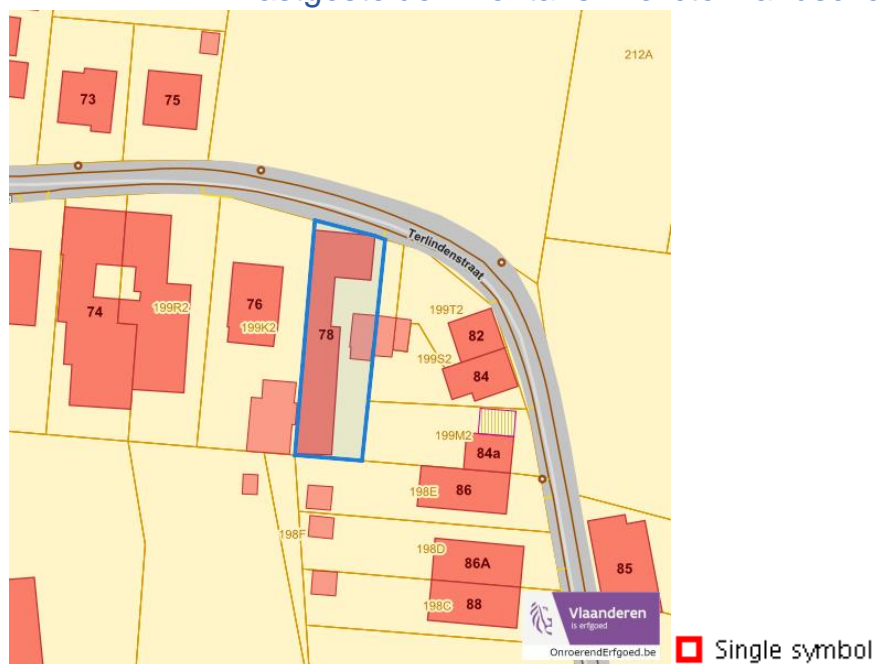 212A
73
75
Terlindenstraat
74
199R2
76
199K2
78
199T2
82
199S2
84
199M2
84a
198E
86
198F
198D
86A
85
198C
88
Vlaanderen
is erfgoed
OnroerendErfgoed.be
Single symbol